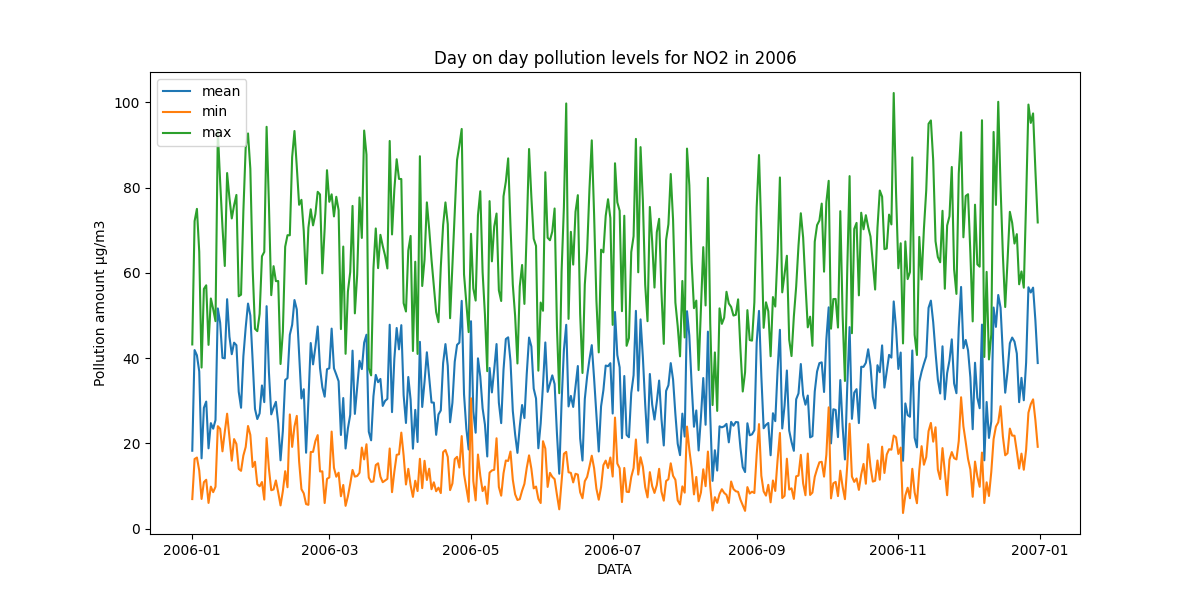 Day on day pollution levels for NO2 in 2006
mean
min
max
100
80
60
40
20
0
Pollution amount µg/m3
2006-01
2006-03
2006-05
2006-07
2006-09
2006-11
2007-01
DATA